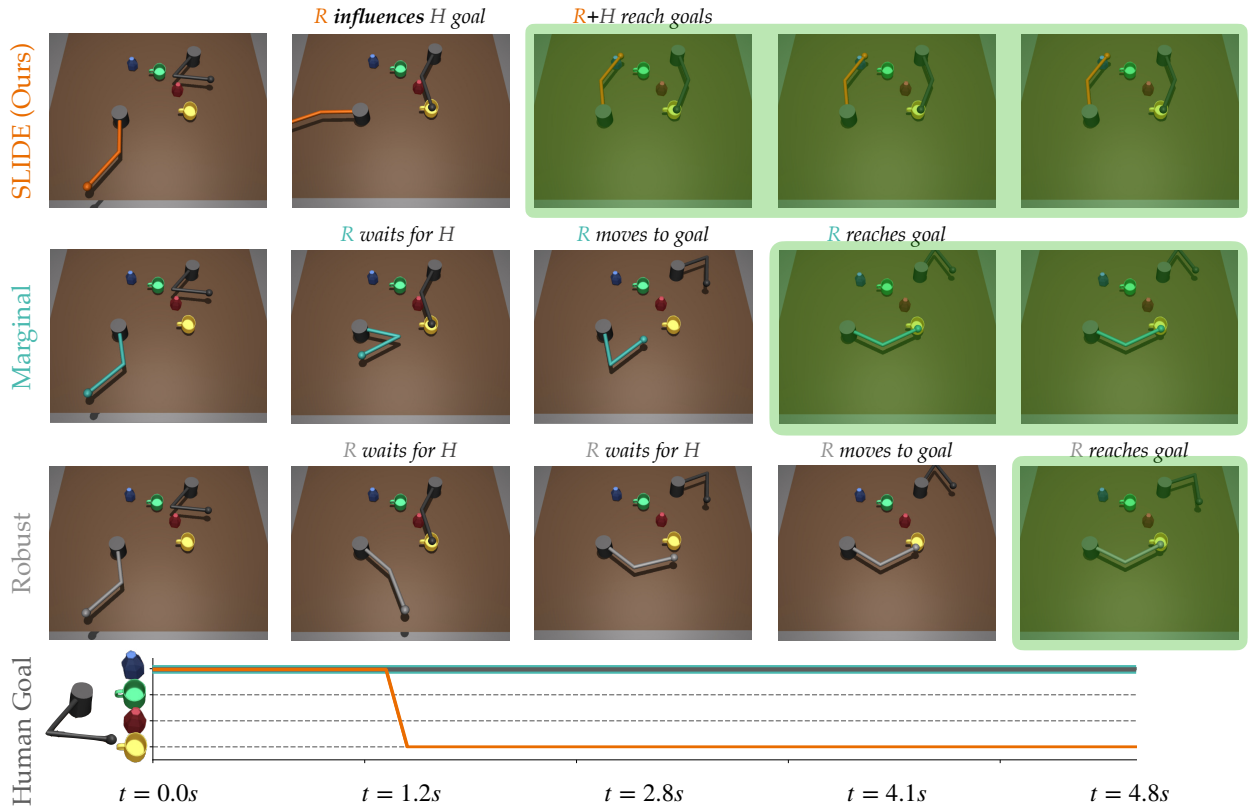 R influences H goal
R+H reach goals
SLIDE (Ours)
R waits for H
R moves to goal
R reaches goal
Marginal
R waits for H
R waits for H
R moves to goal
R reaches goal
Robust
Human Goal
t = 0.0s
t = 1.2s
t = 2.8s
t = 4.1s
t = 4.8s